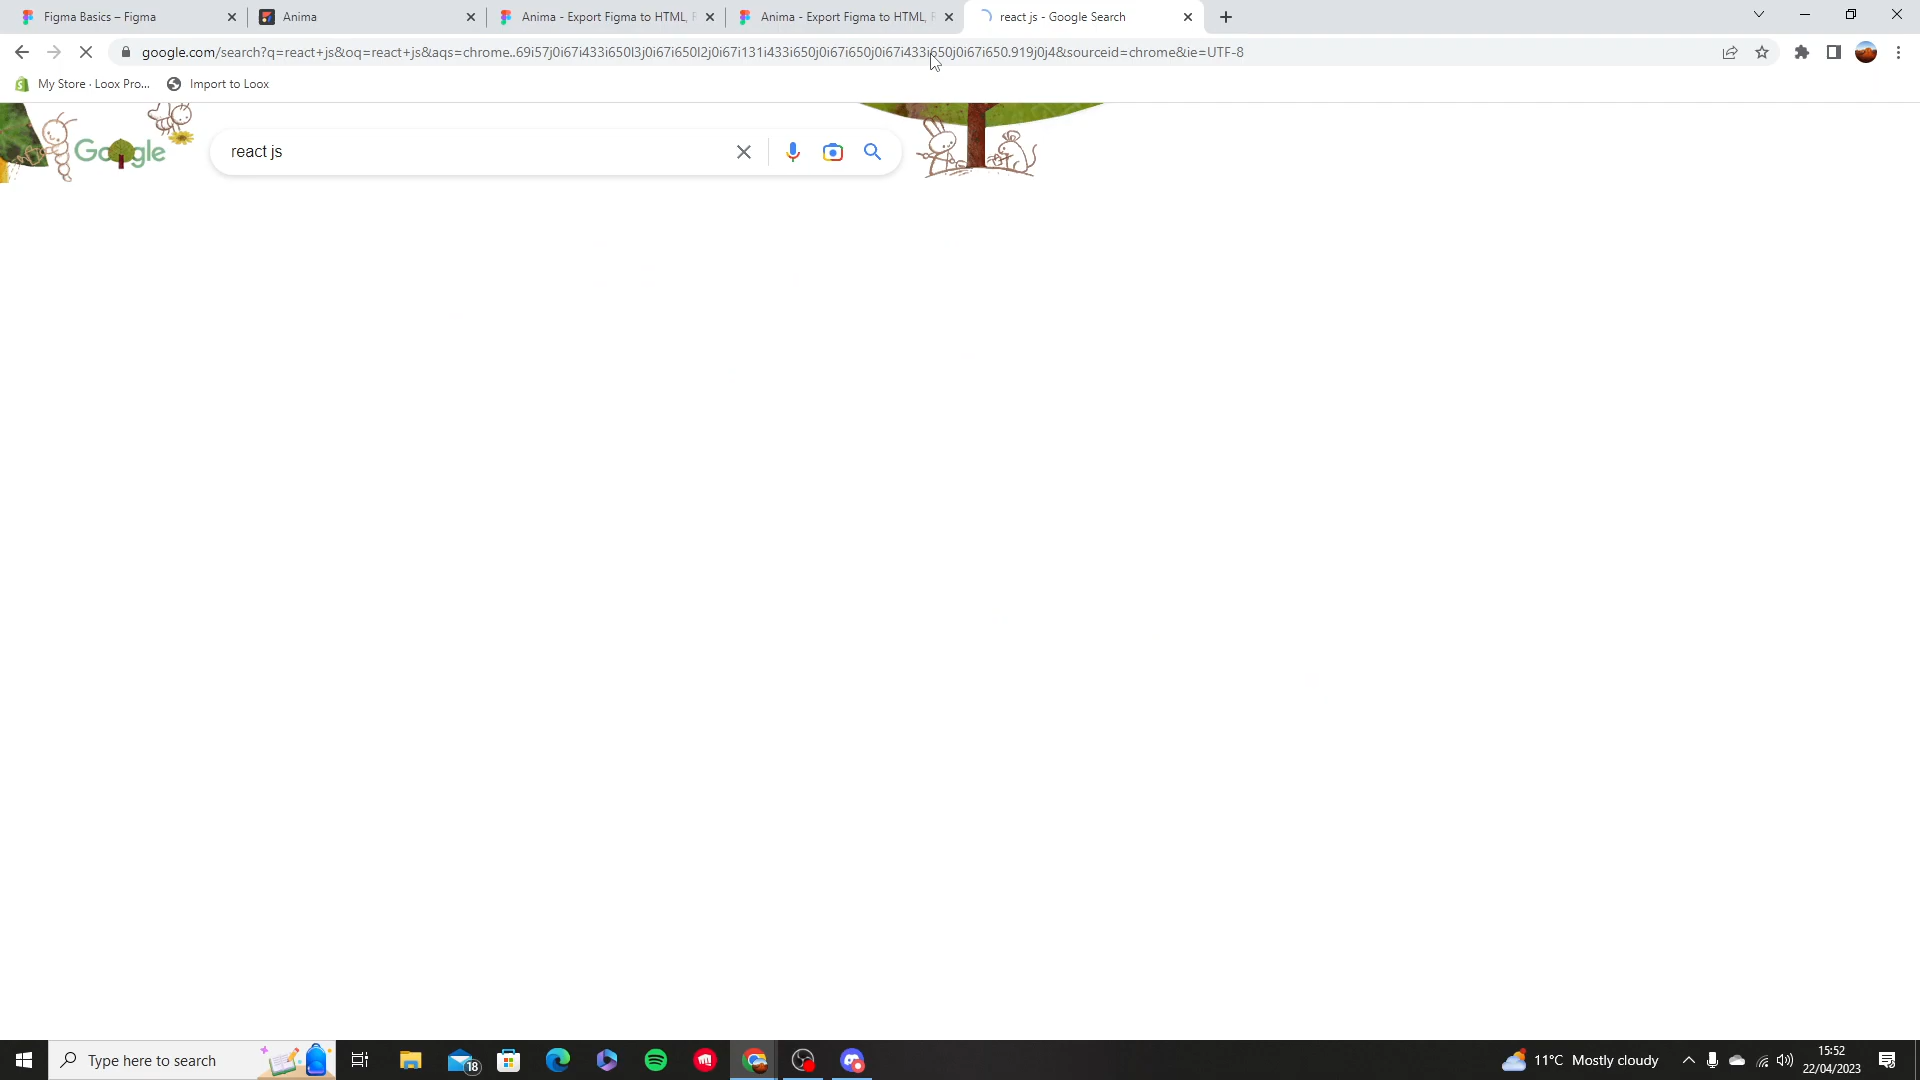 Figma Basics – Figma
Anima
Anima - Export Figma to HTML,
Anima - Export Figma to HTML,
react js - Google Search
google.com/search?q=react+js&oq=react+js&aqs=chrome..69i57j0i67i433i650l3j0i67i650l2j0i67i131i433i650j0i67i650j0i67i433i650j0i67i650.919j0j4&sourceid=chrome&ie=UTF-8
My Store · Loox Pro...
Import to Loox
Google
react js
Type here to search
18
11°C Mostly cloudy
15:52
22/04/2023